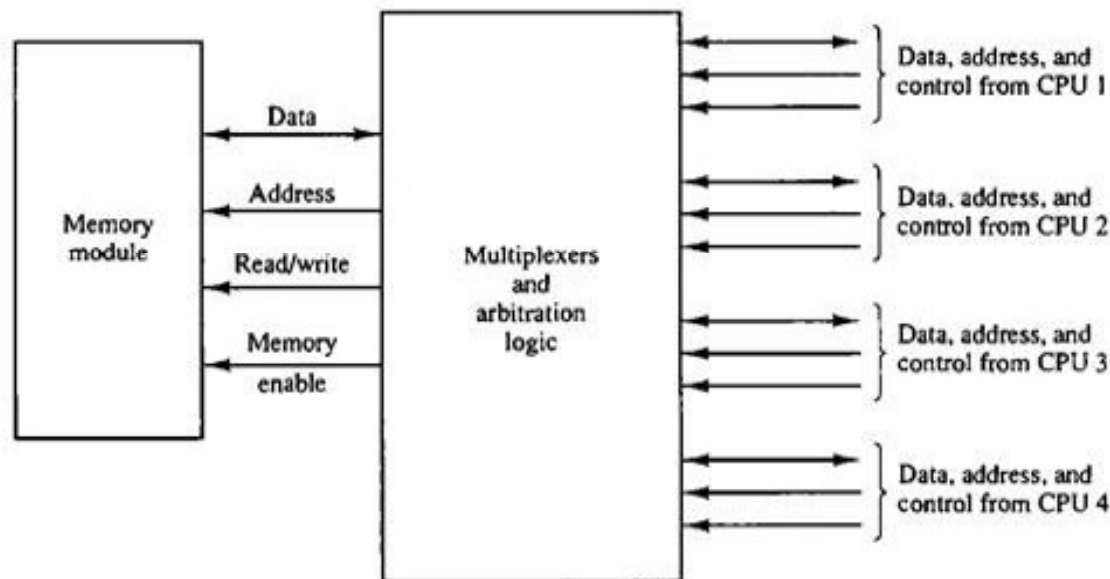 Memory
module
Data
Address
Read/write
Memory
enable
Multiplexers
and
arbitration
logic
Data, address, and
control from CPU 1
Data, address, and
control from CPU 2
Data, address, and
control from CPU 3
Data, address, and
control from CPU 4